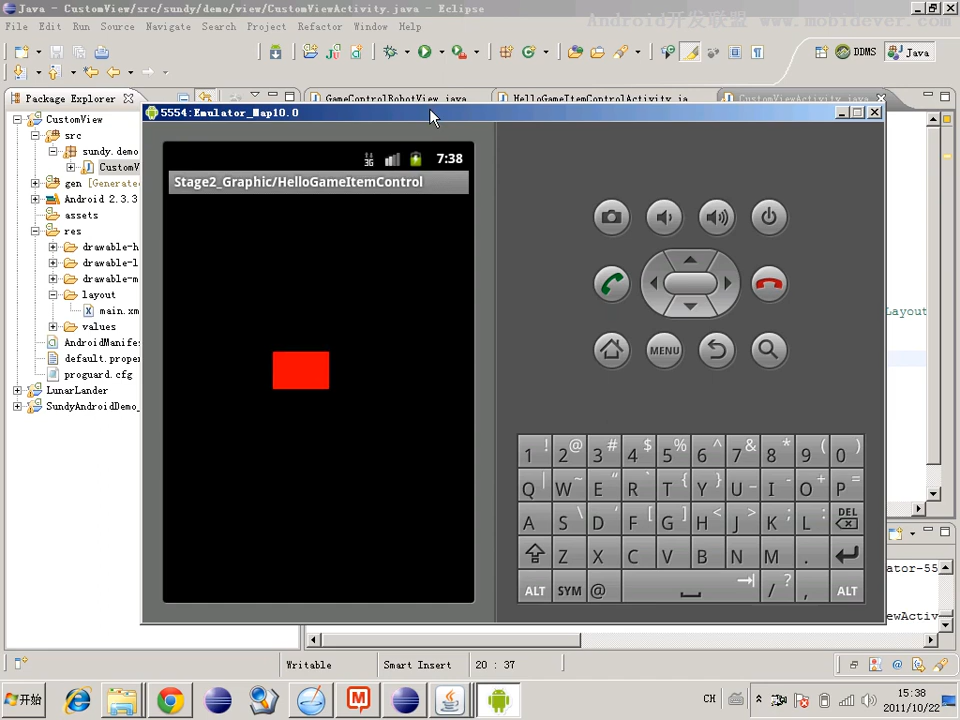 Java - CustomView/src/sundy/demo/view/CustomViewActivity.java - Eclipse
Android开发联盟 www.mobidever.com
File Edit Run Source Navigate Search Project Refactor Window Help
DDMS Java
Package Explorer
GameControlRobotView.java
HelloGameItemControlActivity.ja
CustomViewActivity.java
CustomView
src
sundy.demo
CustomV
gen [Generate
Android 2.3.3
assets
res
drawable-h
drawable-l
drawable-m
layout
main.xm
values
AndroidManifes
default.proper
proguard.cfg
LunarLander
SundyAndroidDemo_
5554:Emulator_Map10.0
3G 7:38
Stage2_Graphic/HelloGameItemControl
MENU
1 ! 2 @ 3 # 4 $ 5 % 6 ^ 7 & 8 * 9 ( 0 )
Q | W ~ E " R ` T { Y } U _ I - O + P =
A S \ D ' F [ G ] H < J > K ; L : DEL
Z X C V B N M .
ALT SYM @ / ? , ALT
Layout
ator-55
ewActiv
Writable Smart Insert 20 : 37
开始
CH
15:38
2011/10/22